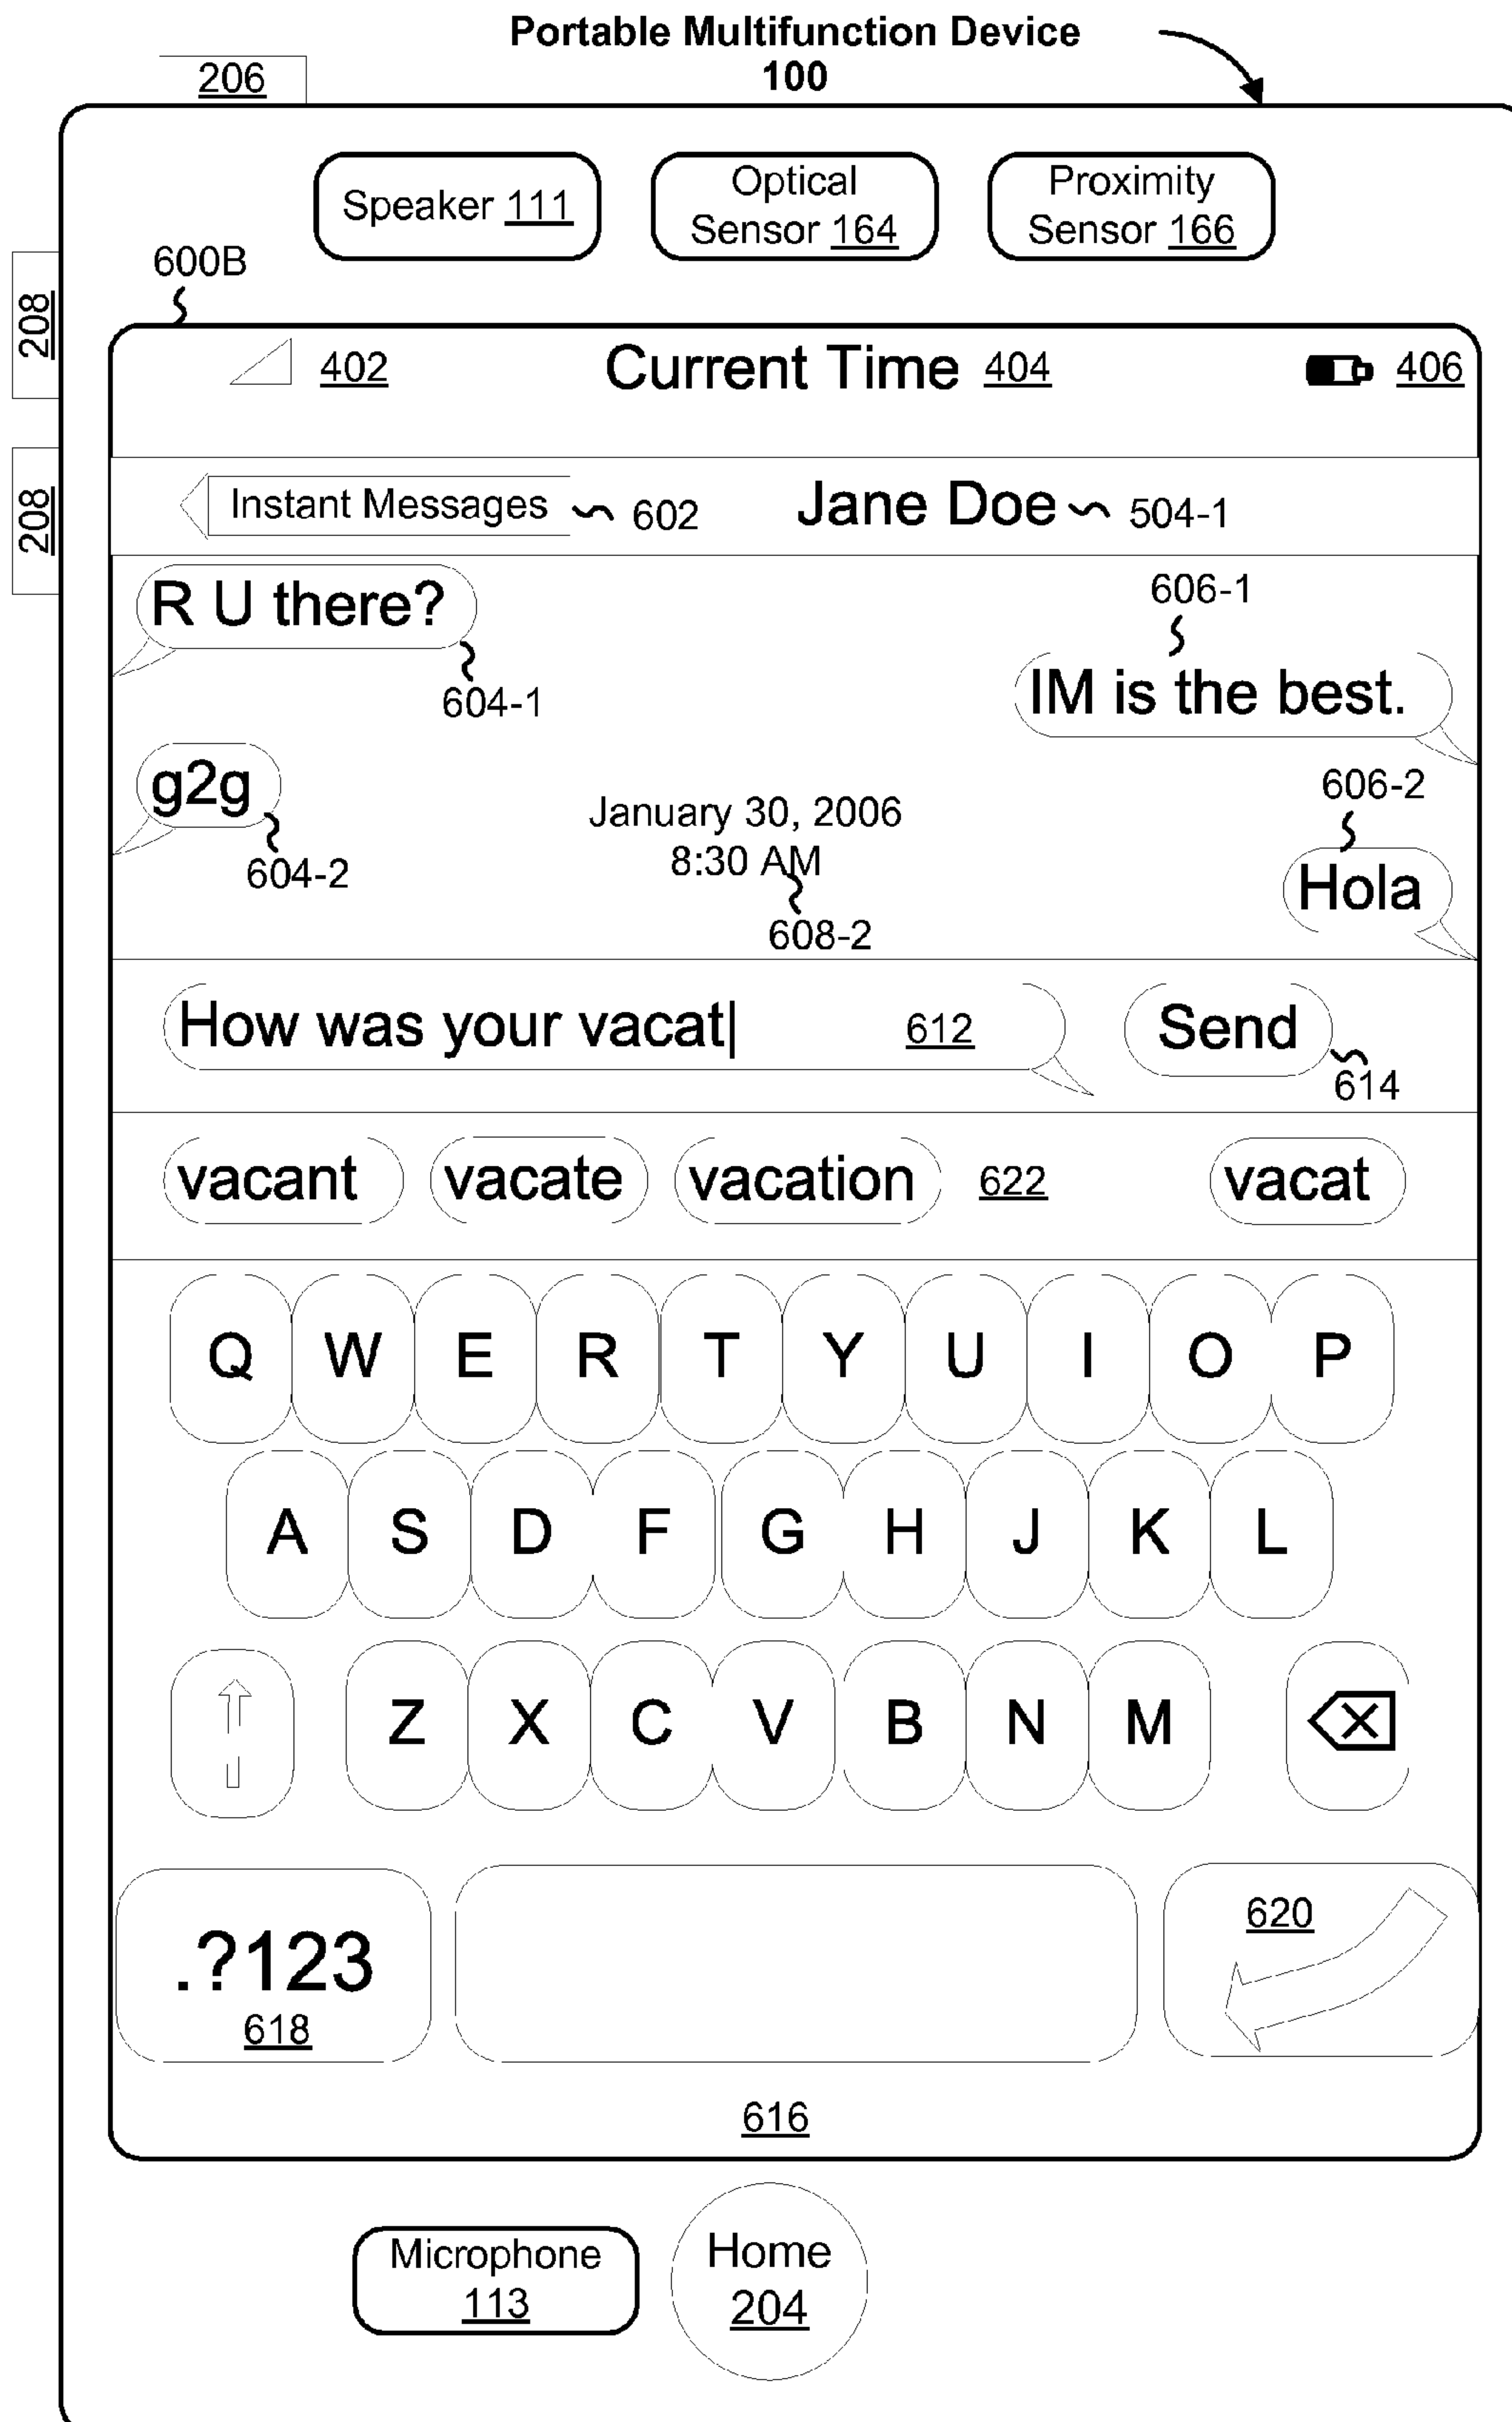 Portable Multifunction Device
100
206
Speaker 111
Optical
Sensor 164
Proximity
Sensor 166
600B
208
402
Current Time 404
406
208
Instant Messages
602
Jane Doe
504-1
R U there?
604-1
606-1
IM is the best.
g2g
604-2
January 30, 2006
8:30 AM
608-2
606-2
Hola
How was your vacat
612
Send
614
vacant
vacate
vacation
622
vacat
Q W E R T Y U I O P
A S D F G H J K L
Z X C V B N M
.?123
618
620
616
Microphone
113
Home
204